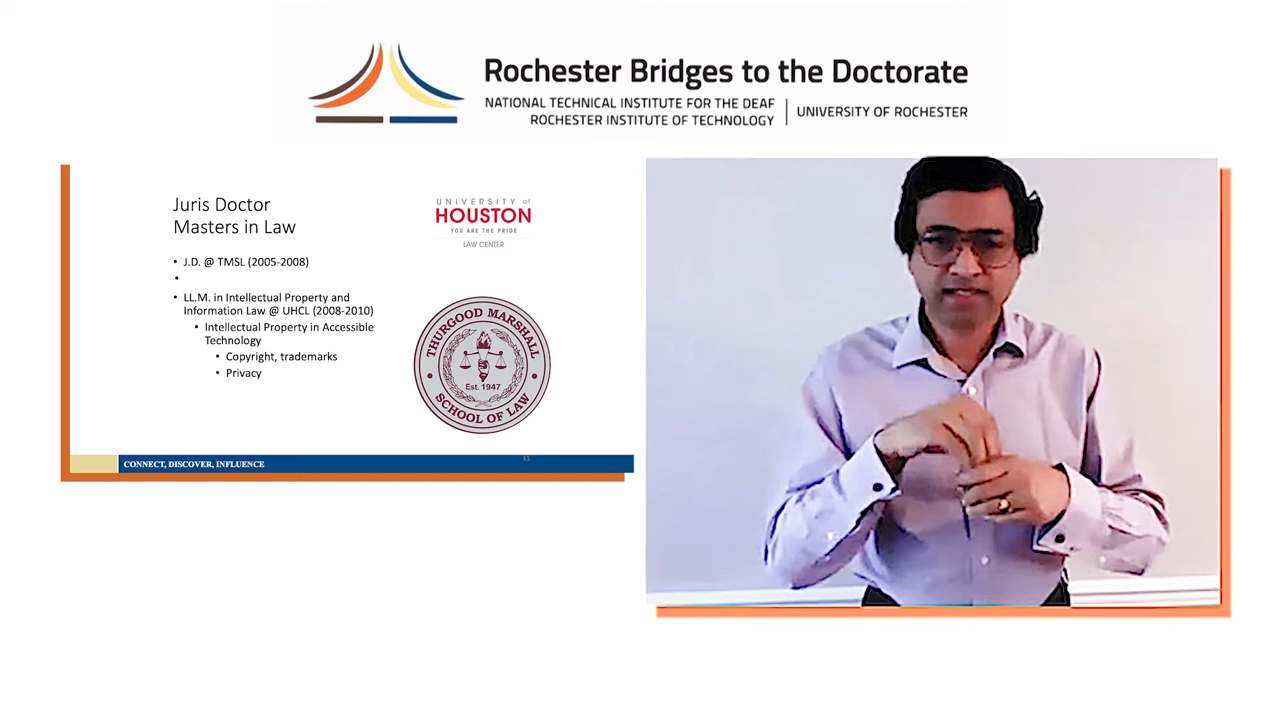 Rochester Bridges to the Doctorate
NATIONAL TECHNICAL INSTITUTE FOR THE DEAF
ROCHESTER INSTITUTE OF TECHNOLOGY
UNIVERSITY OF ROCHESTER
Juris Doctor
Masters in Law
• J.D. @ TMSL (2005-2008)
•
• LL.M. in Intellectual Property and
Information Law @ UHCL (2008-2010)
• Intellectual Property in Accessible
Technology
• Copyright, trademarks
• Privacy
UNIVERSITY of
HOUSTON
YOU ARE THE PRIDE
LAW CENTER
THURGOOD MARSHALL
Est. 1947
SCHOOL OF LAW
CONNECT, DISCOVER, INFLUENCE
11